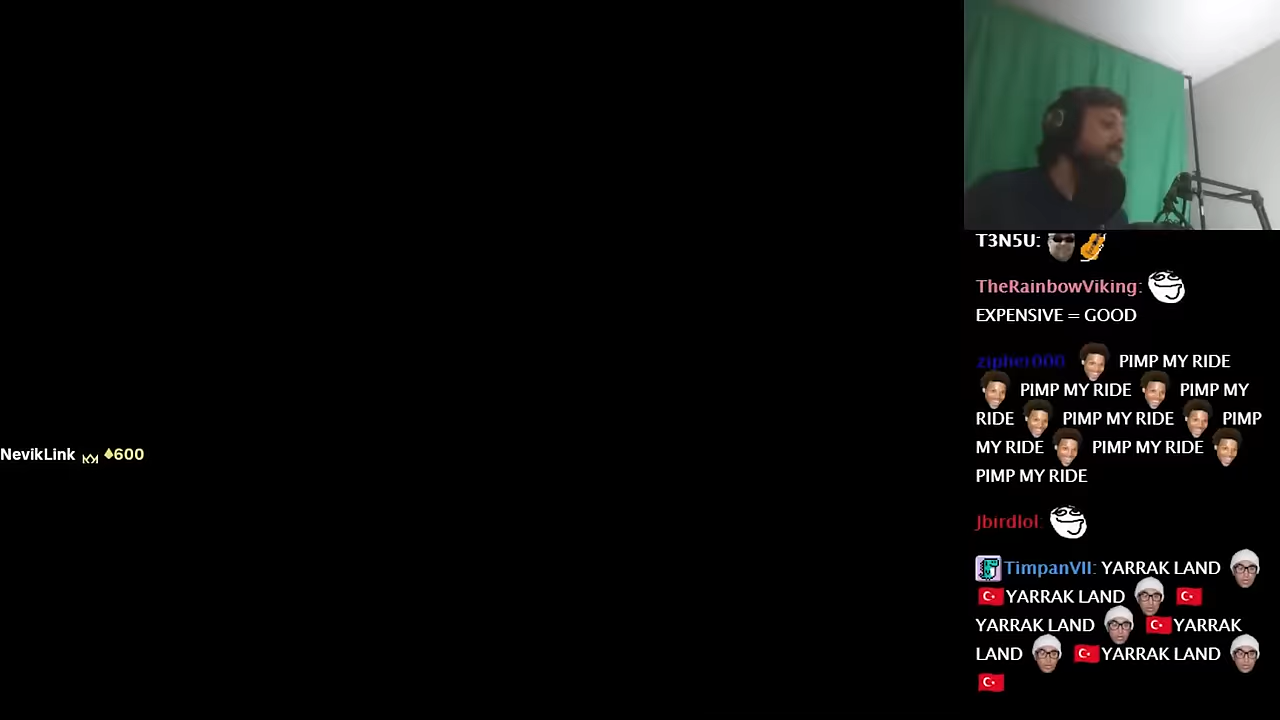 T3N5U:
TheRainbowViking:
EXPENSIVE = GOOD
zipher000 PIMP MY RIDE
PIMP MY RIDE PIMP MY
RIDE PIMP MY RIDE PIMP
MY RIDE PIMP MY RIDE
PIMP MY RIDE
NevikLink 600
Jbirdlol:
TimpanVII: YARRAK LAND
YARRAK LAND
YARRAK LAND YARRAK
LAND YARRAK LAND